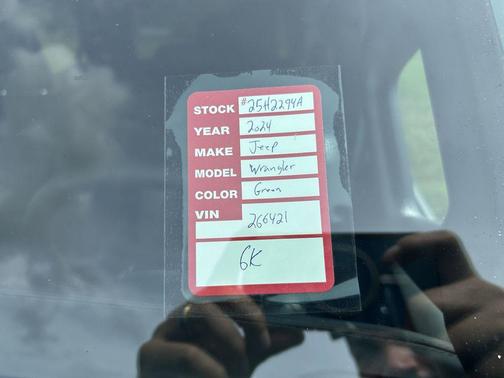 STOCK #25H2294A
YEAR 2024
MAKE Jeep
MODEL Wrangler
COLOR Green
VIN
266421
6K